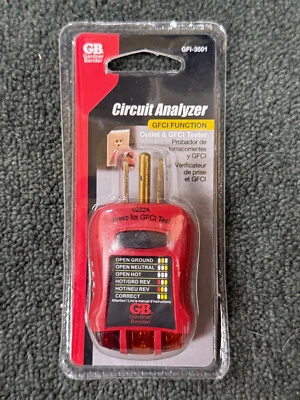 GB
Gardner
Bender
GFI-3501
Circuit Analyzer
GFCI FUNCTION
Outlet & GFCI Tester
Probador de
tomacorrientes
y GFCI
Vérificateur
de prise
et GFCI
Press for GFCI Test
OPEN GROUND
OPEN NEUTRAL
OPEN HOT
HOT/GRD REV
HOT/NEU REV
CORRECT
GB
Gardner
Bender